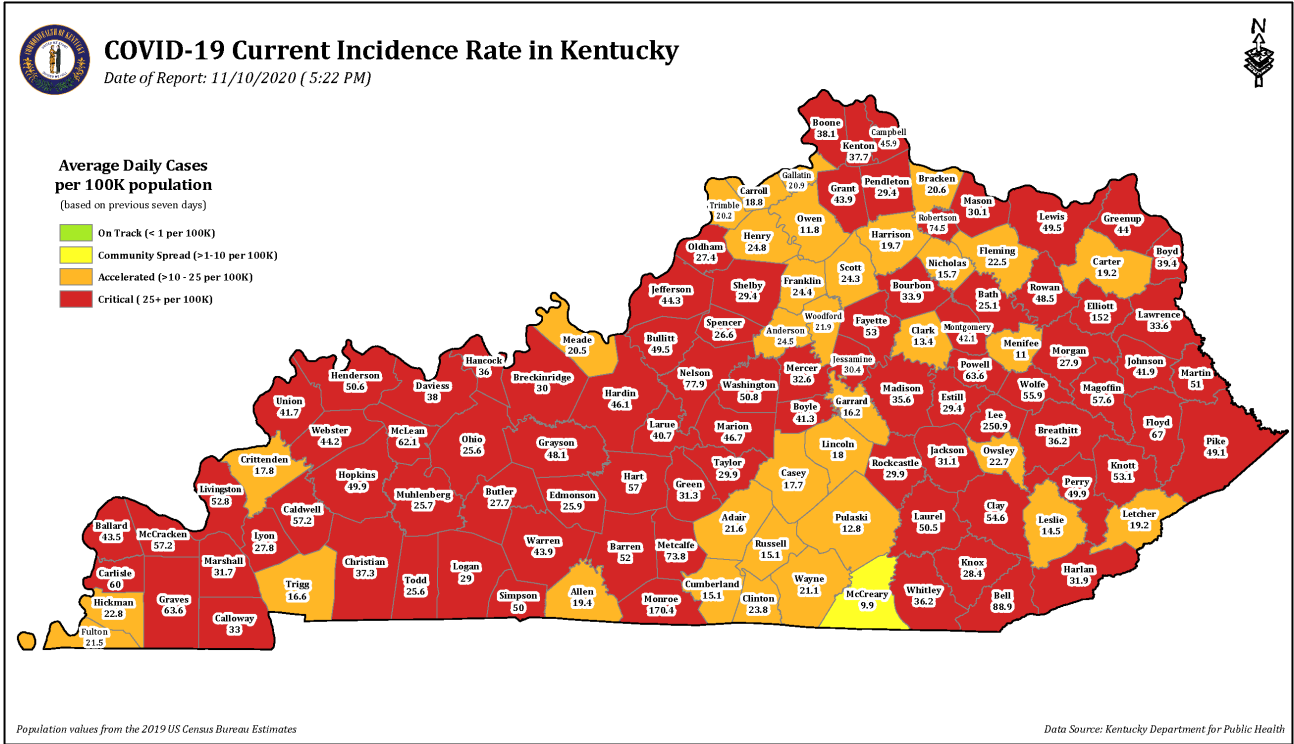 COVID-19 Current Incidence Rate in Kentucky
Date of Report: 11/10/2020 ( 5:22 PM)
N
Average Daily Cases
per 100K population
(based on previous seven days)
On Track (< 1 per 100K)
Community Spread (>1-10 per 100K)
Accelerated (>10 - 25 per 100K)
Critical ( 25+ per 100K)
Boone
38.1
Kenton
37.7
Campbell
45.9
Gallatin
20.9
Carroll
18.8
Trimble
20.2
Grant
43.9
Pendleton
29.4
Bracken
20.6
Mason
30.1
Robertson
74.5
Lewis
49.5
Greenup
44
Boyd
39.4
Owen
11.8
Henry
24.8
Oldham
27.4
Harrison
19.7
Nicholas
15.7
Fleming
22.5
Carter
19.2
Scott
24.3
Franklin
24.4
Shelby
29.4
Jefferson
44.3
Bourbon
33.9
Bath
25.1
Rowan
48.5
Elliott
152
Lawrence
33.6
Woodford
21.9
Fayette
53
Spencer
26.6
Anderson
24.5
Clark
13.4
Montgomery
42.1
Menifee
11
Morgan
27.9
Johnson
41.9
Martin
51
Meade
20.5
Bullitt
49.5
Nelson
77.9
Washington
50.8
Mercer
32.6
Jessamine
30.4
Madison
35.6
Powell
63.6
Estill
29.4
Wolfe
55.9
Magoffin
57.6
Hancock
36
Breckinridge
30
Hardin
46.1
Henderson
50.6
Daviess
38
Union
41.7
Webster
44.2
McLean
62.1
Ohio
25.6
Grayson
48.1
Larue
40.7
Marion
46.7
Boyle
41.3
Garrard
16.2
Lincoln
18
Lee
250.9
Breathitt
36.2
Floyd
67
Pike
49.1
Owsley
22.7
Jackson
31.1
Rockcastle
29.9
Casey
17.7
Taylor
29.9
Green
31.3
Hart
57
Perry
49.9
Knott
53.1
Crittenden
17.8
Livingston
52.8
Hopkins
49.9
Muhlenberg
25.7
Butler
27.7
Edmonson
25.9
Caldwell
57.2
Lyon
27.8
Ballard
43.5
McCracken
57.2
Marshall
31.7
Carlisle
60
Hickman
22.8
Fulton
21.5
Graves
63.6
Calloway
33
Trigg
16.6
Christian
37.3
Todd
25.6
Logan
29
Warren
43.9
Simpson
50
Allen
19.4
Barren
52
Metcalfe
73.8
Monroe
170.4
Adair
21.6
Russell
15.1
Cumberland
15.1
Clinton
23.8
Wayne
21.1
Pulaski
12.8
McCreary
9.9
Laurel
50.5
Clay
54.6
Leslie
14.5
Letcher
19.2
Whitley
36.2
Knox
28.4
Bell
88.9
Harlan
31.9
Population values from the 2019 US Census Bureau Estimates
Data Source: Kentucky Department for Public Health